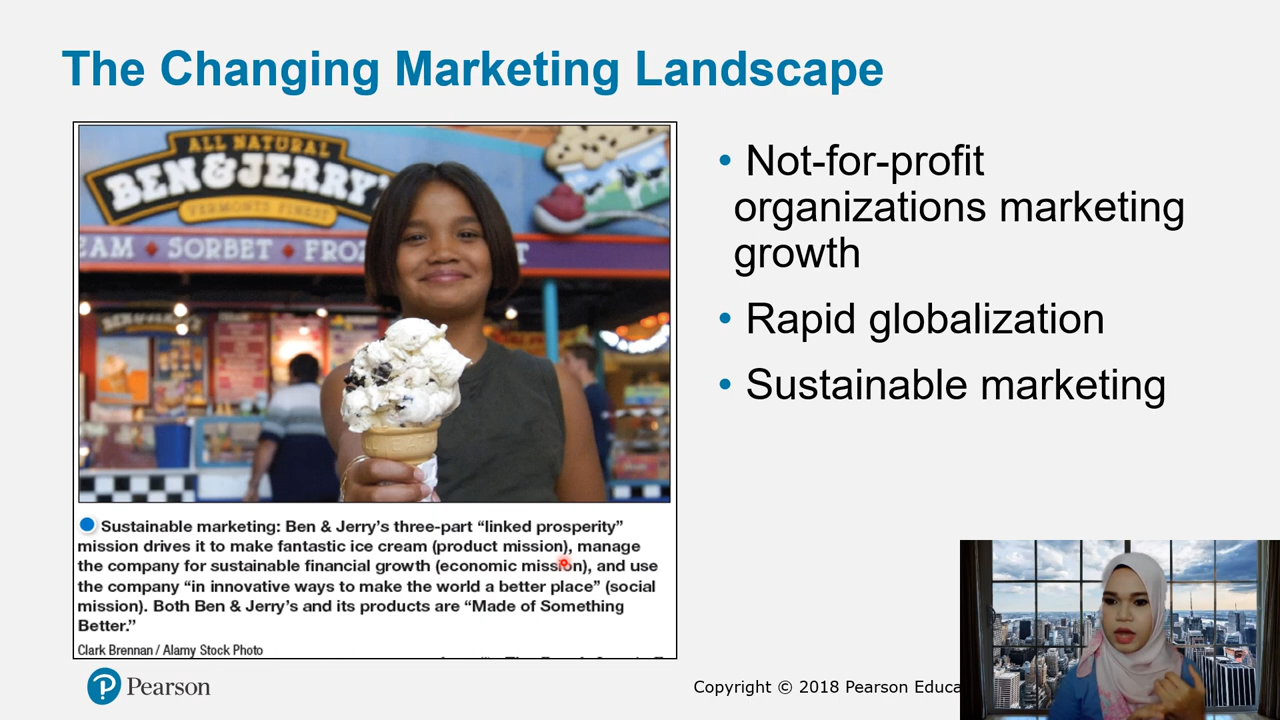 The Changing Marketing Landscape
ALL NATURAL
BEN & JERRY'
VERMONT'S FINEST
EAM ♦ SORBET ♦ FROZ T
• Not-for-profit
organizations marketing
growth
• Rapid globalization
• Sustainable marketing
Sustainable marketing: Ben & Jerry's three-part “linked prosperity”
mission drives it to make fantastic ice cream (product mission), manage
the company for sustainable financial growth (economic mission), and use
the company “in innovative ways to make the world a better place” (social
mission). Both Ben & Jerry's and its products are “Made of Something
Better.”
Clark Brennan / Alamy Stock Photo
P Pearson
Copyright © 2018 Pearson Educa